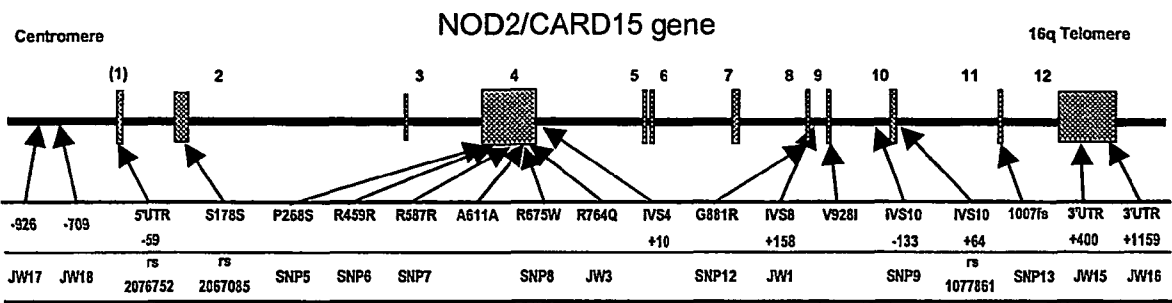 NOD2/CARD15 gene
Centromere 16q Telomere
(1) 2 3 4 5 6 7 8 9 10 11 12
-926 -709 5'UTR S178S P268S R459R R587R A611A R675W R764Q IVS4 G881R IVS8 V928I IVS10 IVS10 1007fs 3'UTR 3'UTR
-59 +10 +158 -133 +64 +400 +1159
JW17 JW18 rs rs SNP5 SNP6 SNP7 SNP8 JW3 SNP12 JW1 SNP9 rs SNP13 JW15 JW16
2076752 2067085 1077861